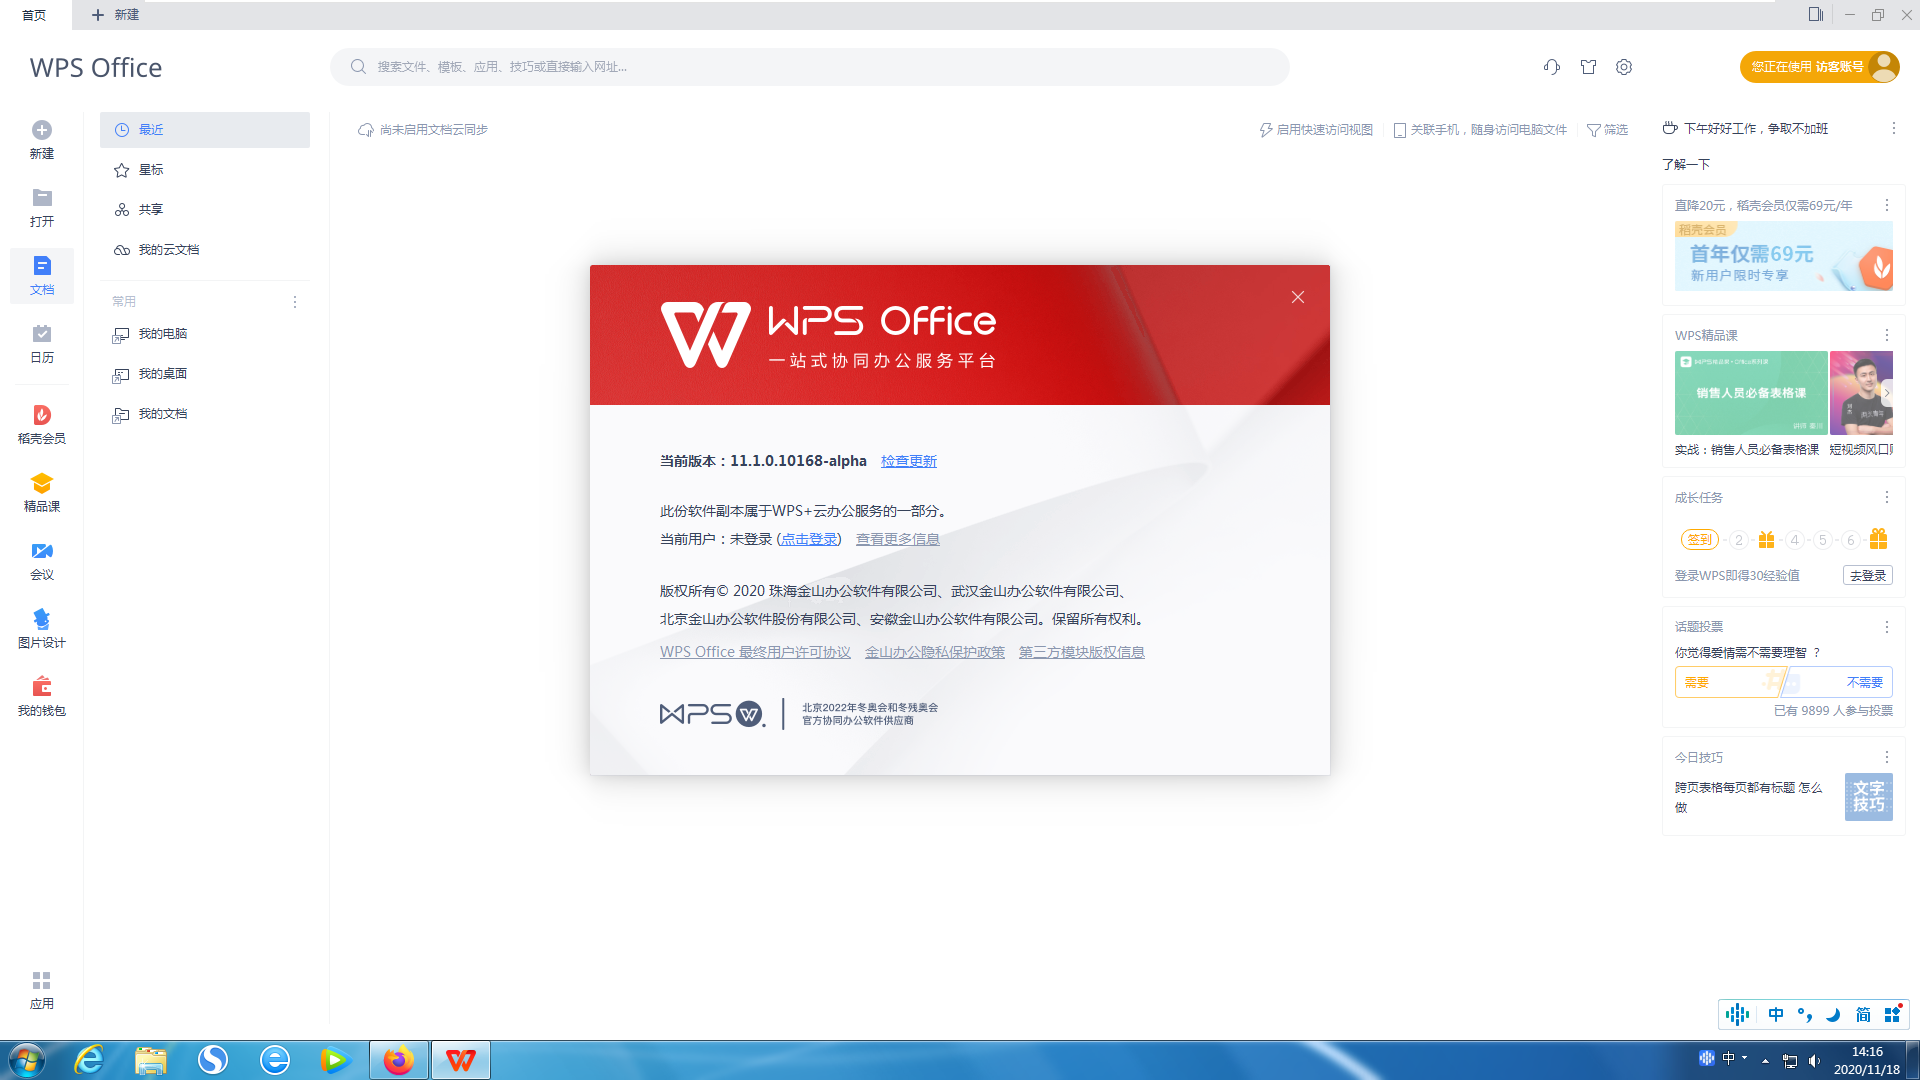 首页
新建
WPS Office
搜索文件、模板、应用、技巧或直接输入网址...
您正在使用 访客账号
新建
打开
文档
日历
稻壳会员
精品课
会议
图片设计
我的钱包
应用
最近
星标
共享
我的云文档
常用
我的电脑
我的桌面
我的文档
尚未启用文档云同步
启用快速访问视图
关联手机，随身访问电脑文件
筛选
WPS Office
一站式协同办公服务平台
当前版本：11.1.0.10168-alpha 检查更新
此份软件副本属于WPS+云办公服务的一部分。
当前用户：未登录 (点击登录) 查看更多信息
版权所有© 2020 珠海金山办公软件有限公司、武汉金山办公软件有限公司、
北京金山办公软件股份有限公司、安徽金山办公软件有限公司。保留所有权利。
WPS Office 最终用户许可协议 金山办公隐私保护政策 第三方模块版权信息
WPS
北京2022年冬奥会和冬残奥会
官方协同办公软件供应商
下午好好工作，争取不加班
了解一下
直降20元，稻壳会员仅需69元/年
稻壳会员
首年仅需69元
新用户限时专享
WPS精品课
销售人员必备表格课
实战：销售人员必备表格课
短视频风口
成长任务
签到 2 4 5 6
登录WPS即得30经验值
去登录
话题投票
你觉得爱情需不需要理智 ？
需要
不需要
已有 9899 人参与投票
今日技巧
跨页表格每页都有标题 怎么
做
文字
技巧
中 简
中
14:16
2020/11/18